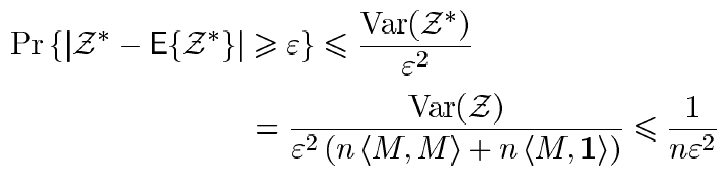 Pr {|𝒵* − E{𝒵*}| ⩾ ε} ⩽ Var(𝒵*) / ε²
= Var(𝒵) / ε² (n ⟨M, M⟩ + n ⟨M, 𝟏⟩) ⩽ 1 / nε²